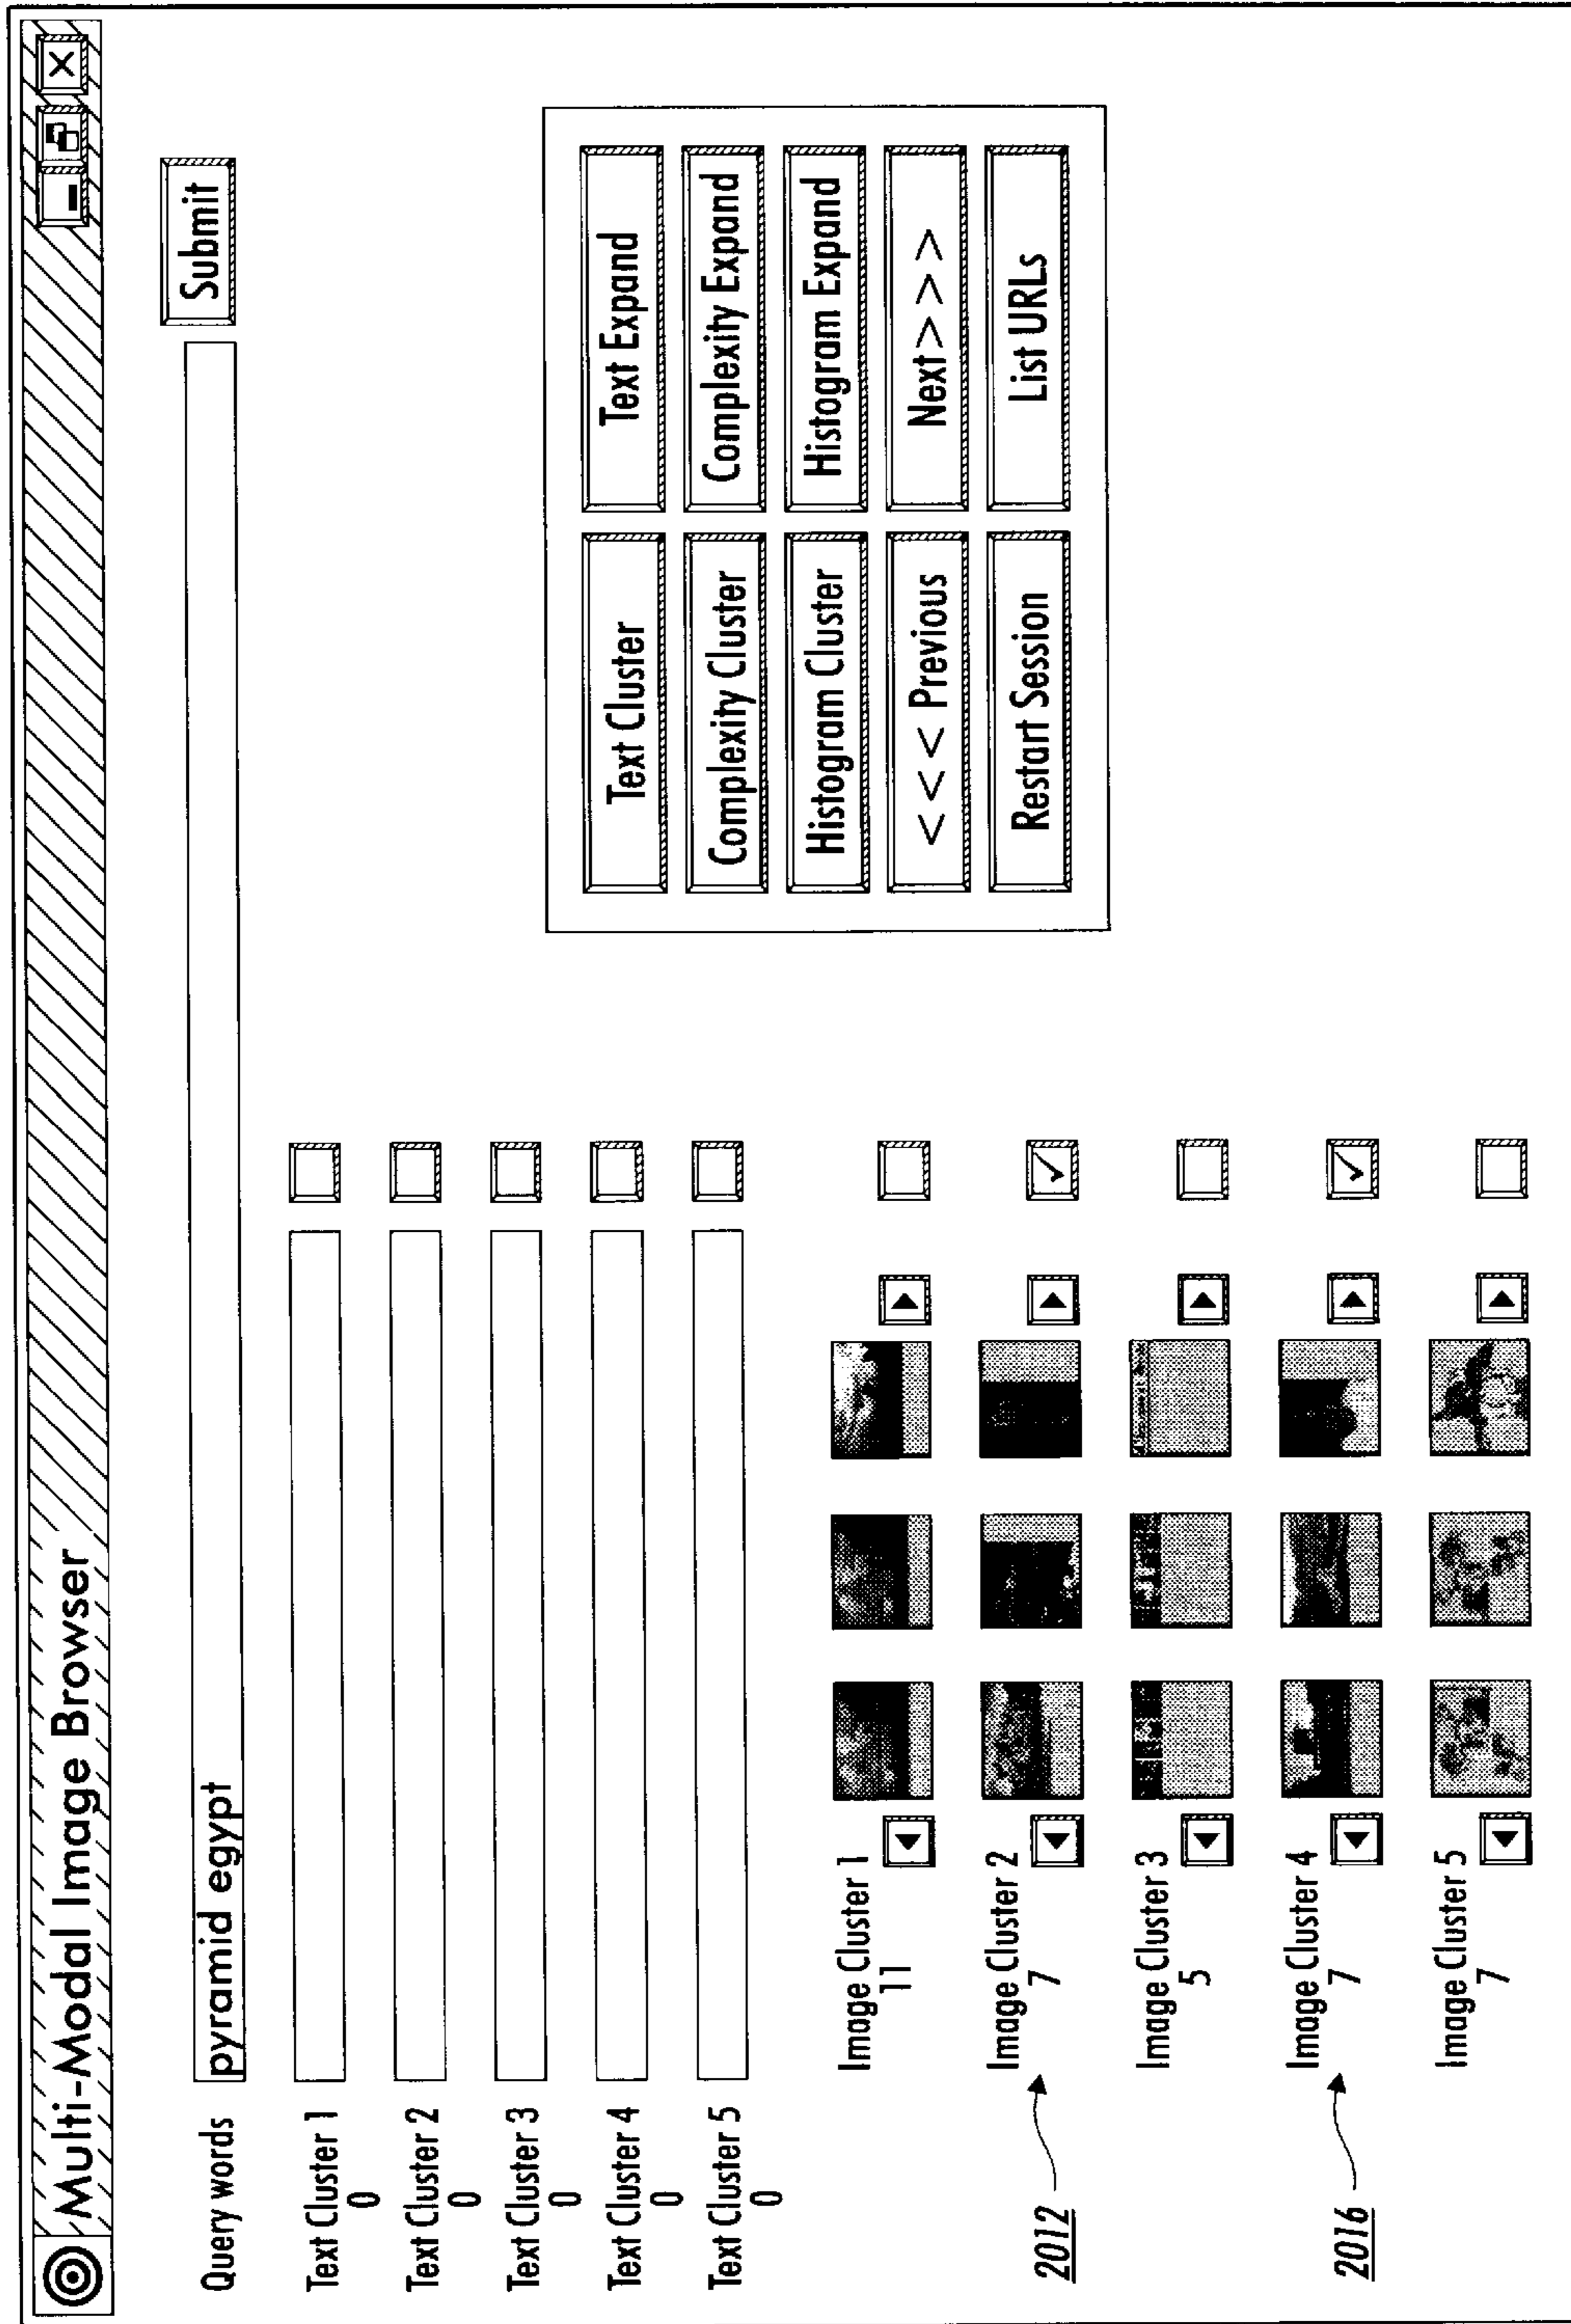 Multi-Modal Image Browser
Query words pyramid egypt Submit
Text Cluster 1
0
Text Cluster 2
0
Text Cluster 3
0
Text Cluster 4
0
Text Cluster 5
0
Text Cluster Text Expand
Complexity Cluster Complexity Expand
Histogram Cluster Histogram Expand
<<< Previous Next>>>
Restart Session List URLs
Image Cluster 1
11
Image Cluster 2
7
2012
Image Cluster 3
5
Image Cluster 4
7
2016
Image Cluster 5
7